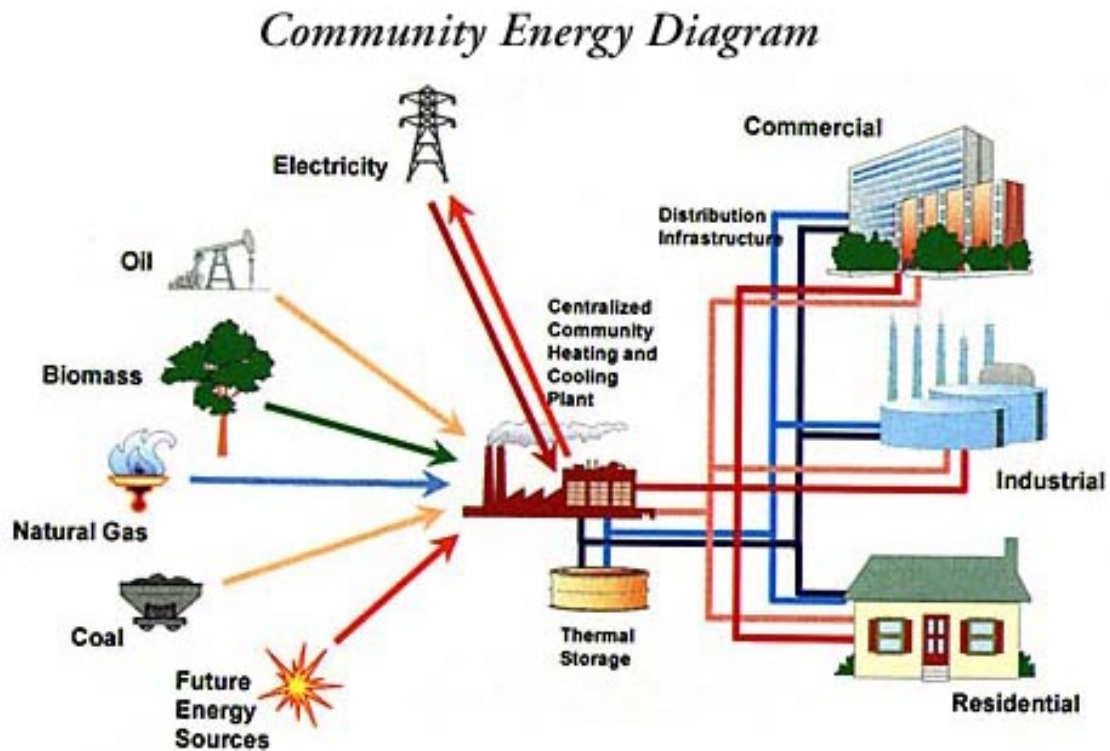 Community Energy Diagram
Electricity
Oil
Biomass
Natural Gas
Coal
Future
Energy
Sources
Centralized
Community
Heating and
Cooling
Plant
Thermal
Storage
Distribution
Infrastructure
Commercial
Industrial
Residential